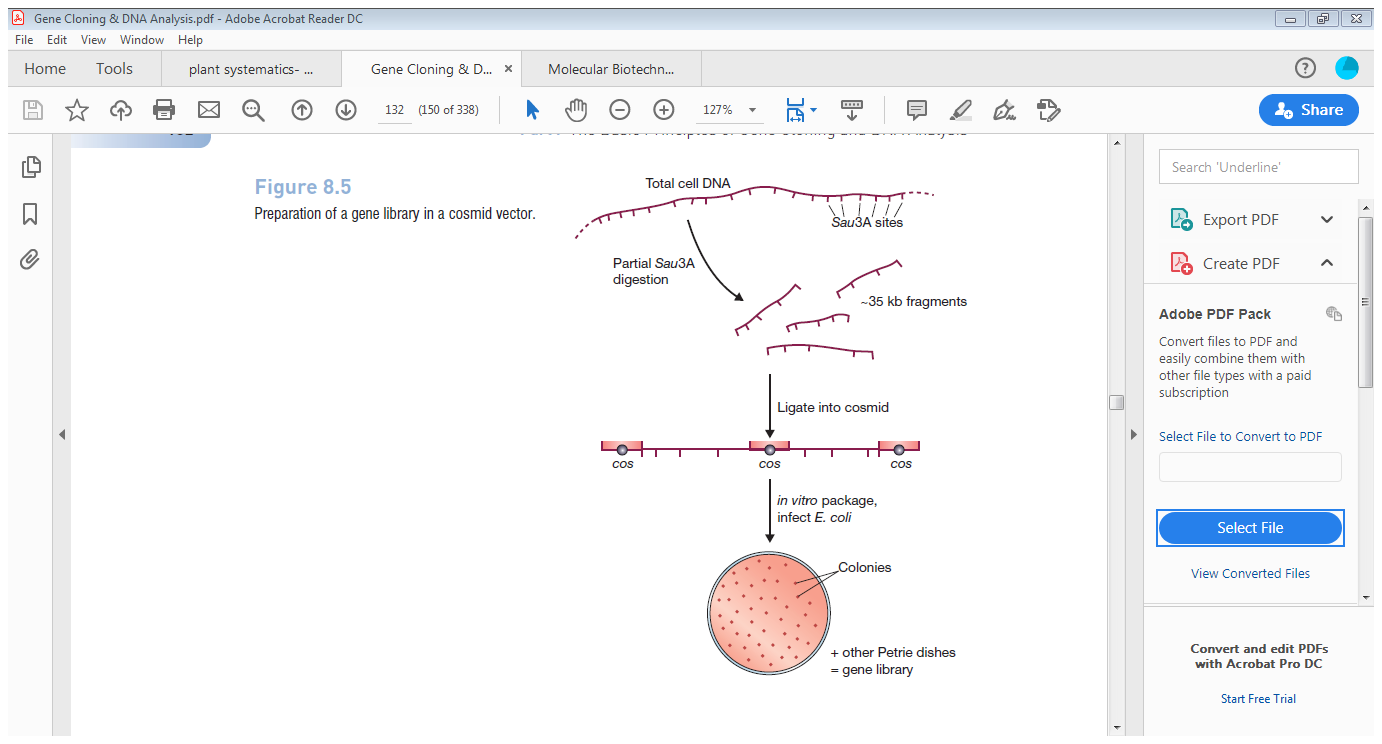 Gene Cloning & DNA Analysis.pdf - Adobe Acrobat Reader DC
File Edit View Window Help
Home Tools plant systematics- ... Gene Cloning & D... × Molecular Biotechn...
132 (150 of 338) 127% Share
Figure 8.5
Preparation of a gene library in a cosmid vector.
Total cell DNA
Sau3A sites
Partial Sau3A
digestion
~35 kb fragments
Ligate into cosmid
cos cos cos
in vitro package,
infect E. coli
Colonies
+ other Petrie dishes
= gene library
Search 'Underline'
Export PDF
Create PDF
Adobe PDF Pack
Convert files to PDF and
easily combine them with
other file types with a paid
subscription
Select File to Convert to PDF
Select File
View Converted Files
Convert and edit PDFs
with Acrobat Pro DC
Start Free Trial